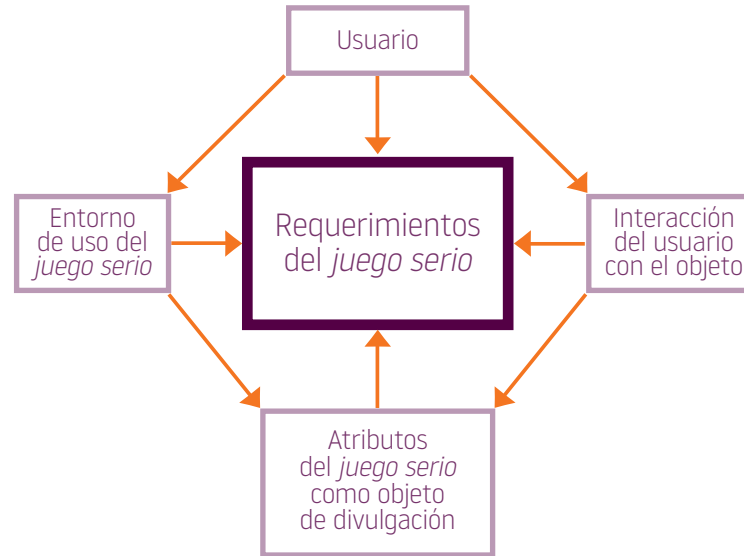 Usuario
Entorno
de uso del
juego serio
Requerimientos
del juego serio
Interacción
del usuario
con el objeto
Atributos
del juego serio
como objeto
de divulgación